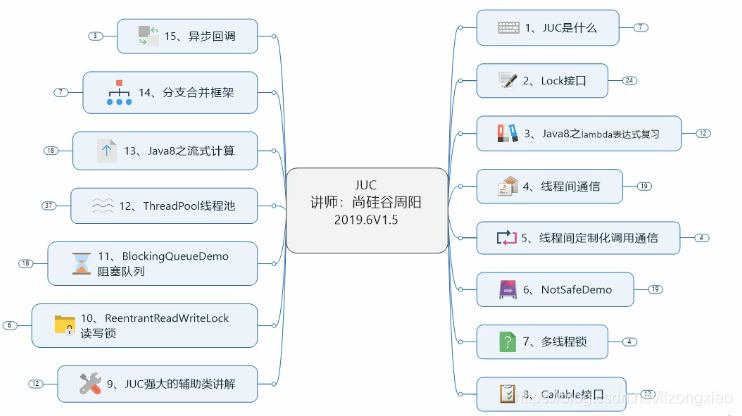 JUC
讲师：尚硅谷周阳
2019.6V1.5
1、JUC是什么
7
2、Lock接口
24
3、Java8之lambda表达式复习
12
4、线程间通信
19
5、线程间定制化调用通信
4
6、NotSafeDemo
19
7、多线程锁
4
8、Callable接口
9、JUC强大的辅助类讲解
12
10、ReentrantReadWriteLock
读写锁
6
11、BlockingQueueDemo
阻塞队列
18
12、ThreadPool线程池
37
13、Java8之流式计算
18
14、分支合并框架
7
15、异步回调
3
https://blog.csdn.net/lizongxiao